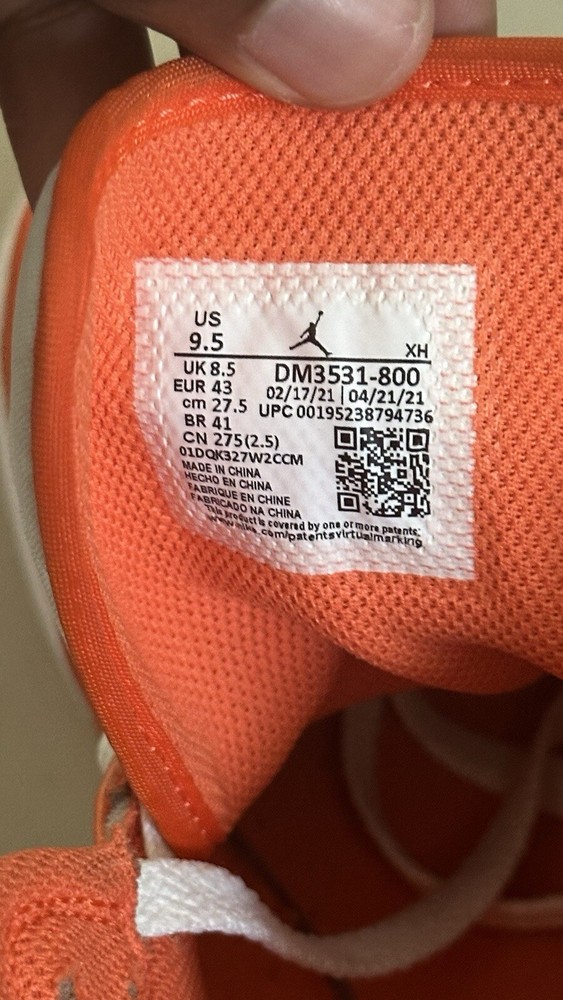 US
9.5
XH
UK 8.5
DM3531-800
EUR 43
02/17/21 | 04/21/21
cm 27.5
UPC 00195238794736
BR 41
CN 275(2.5)
01DQK327W2CCM
MADE IN CHINA
HECHO EN CHINA
FABRIQUE EN CHINE
FABRICADO NA CHINA
This product is covered by one or more patents:
www.nike.com/patentsvirtualmarking